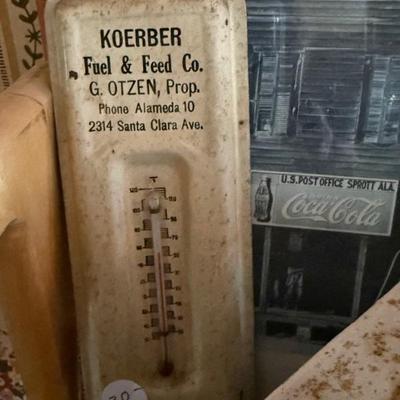 KOERBER
Fuel & Feed Co.
G. OTZEN, Prop.
Phone Alameda 10
2314 Santa Clara Ave.
120
U.S. POST OFFICE SPROTT ALA.
Coca-Cola